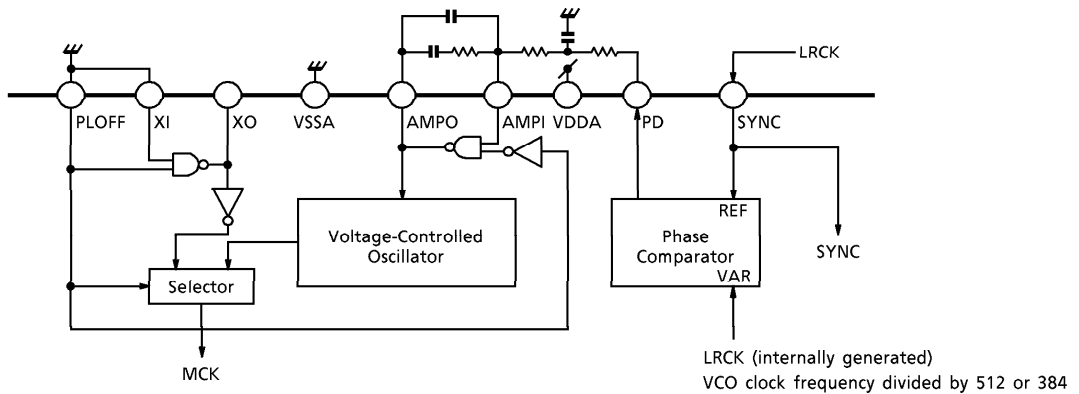 LRCK
PLOFF XI XO VSSA AMPO AMPI VDDA PD SYNC
REF
Voltage-Controlled
Oscillator
Phase
Comparator
SYNC
VAR
Selector
MCK
LRCK (internally generated)
VCO clock frequency divided by 512 or 384